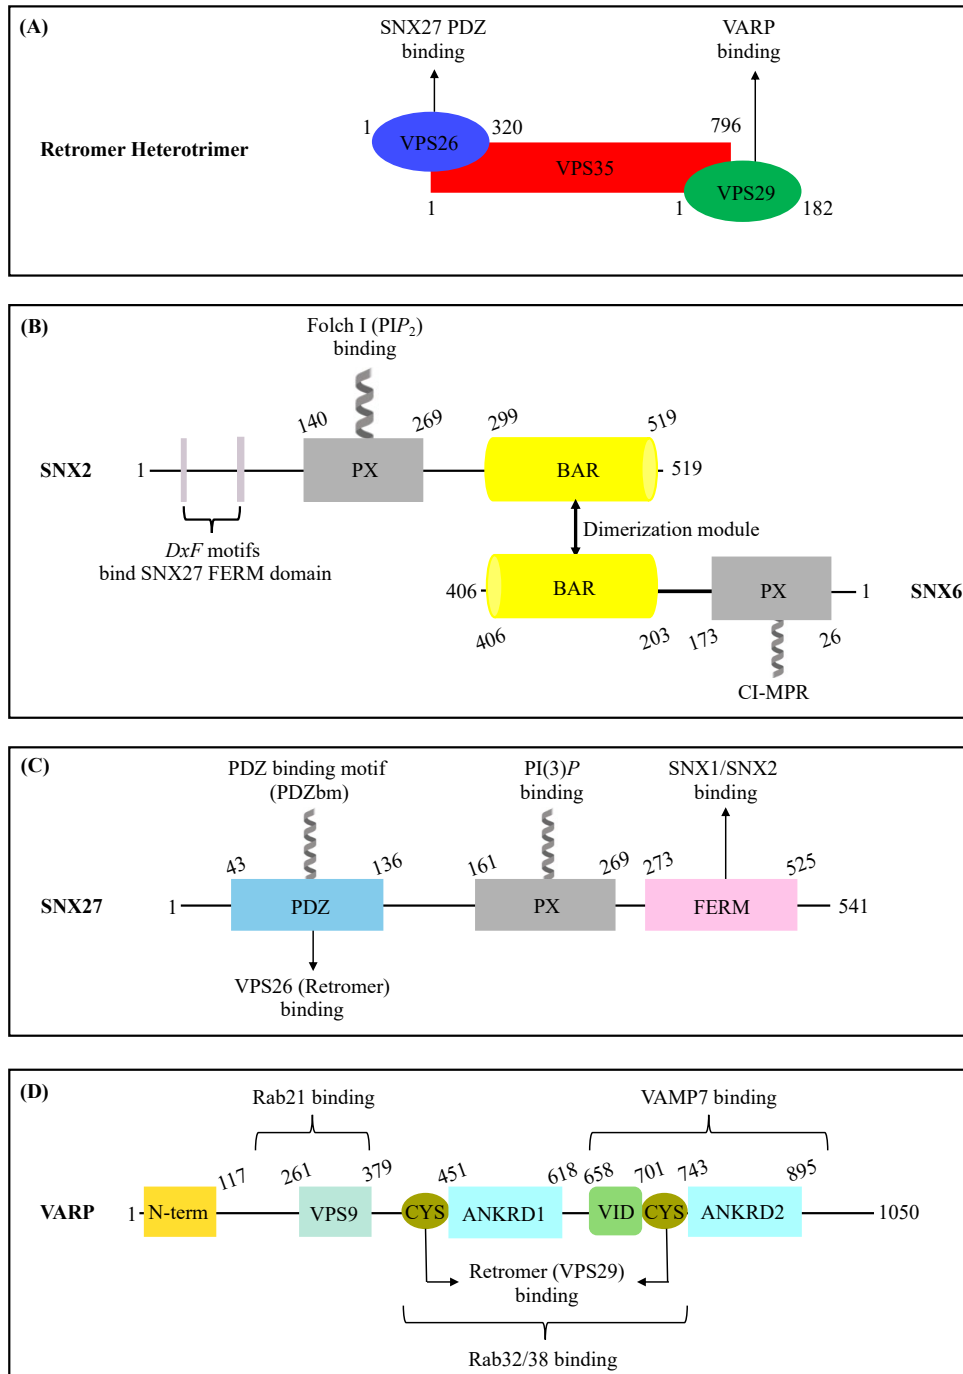 (A)
SNX27 PDZ
binding
VARP
binding
1
VPS26
320
796
Retromer Heterotrimer
VPS35
1
1
VPS29
182
(B)
Folch I (PIP2)
binding
140
269
299
519
SNX2
1
PX
BAR
519
DxF motifs
bind SNX27 FERM domain
Dimerization module
406
BAR
PX
1
SNX6
406
203
173
26
CI-MPR
(C)
PDZ binding motif
(PDZbm)
PI(3)P
binding
SNX1/SNX2
binding
43
136
161
269
273
525
SNX27
1
PDZ
PX
FERM
541
VPS26 (Retromer)
binding
(D)
Rab21 binding
VAMP7 binding
117
261
379
451
618
658
701
743
895
VARP
1
N-term
VPS9
CYS
ANKRD1
VID
CYS
ANKRD2
1050
Retromer (VPS29)
binding
Rab32/38 binding